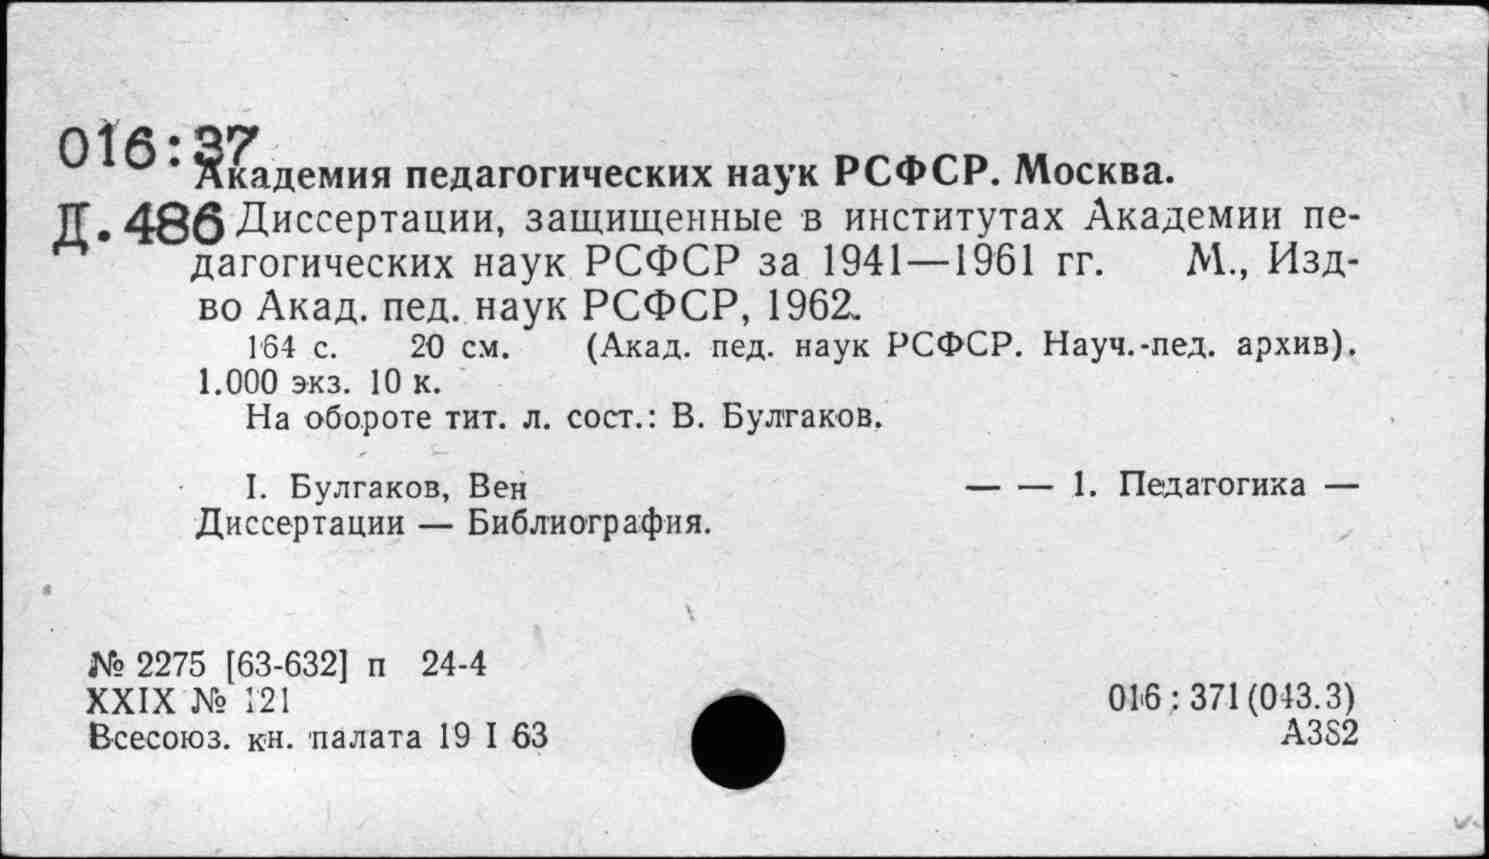 016:37
Академия педагогических наук РСФСР. Москва.
Д.486 Диссертации, защищенные в институтах Академии пе-
дагогических наук РСФСР за 1941—1961 гг. М., Изд-
во Акад. пед. наук РСФСР, 1962.
164 с. 20 см. (Акад. пед. наук РСФСР. Науч.-пед. архив).
1.000 экз. 10 к.
На обороте тит. л. сост.: В. Булгаков.
I. Булгаков, Вен — — 1. Педагогика —
Диссертации — Библиография.
№ 2275 [63-632] п 24-4
XXIX № 121
Всесоюз. кн. палата 19 I 63
016 : 371 (043.3)
А382